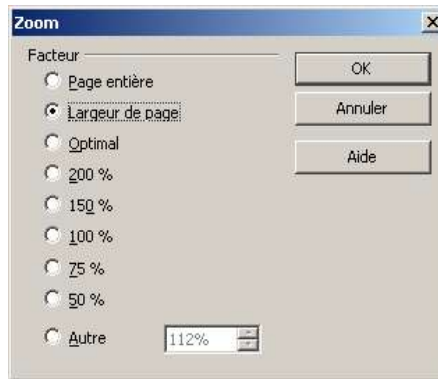 Zoom
Facteur
Page entière
Largeur de page
Optimal
200 %
150 %
100 %
75 %
50 %
Autre
112%
OK
Annuler
Aide